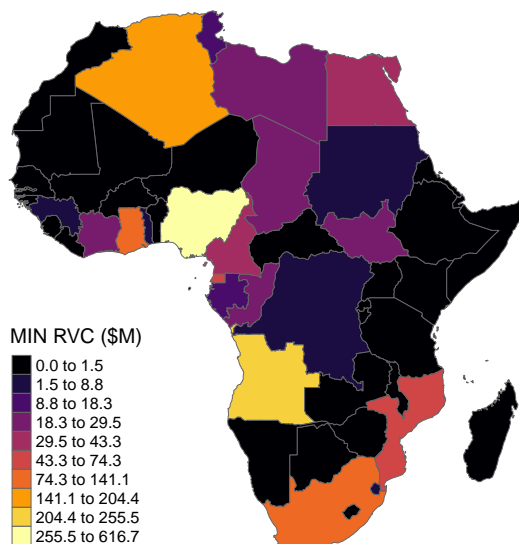 MIN RVC ($M)
0.0 to 1.5
1.5 to 8.8
8.8 to 18.3
18.3 to 29.5
29.5 to 43.3
43.3 to 74.3
74.3 to 141.1
141.1 to 204.4
204.4 to 255.5
255.5 to 616.7